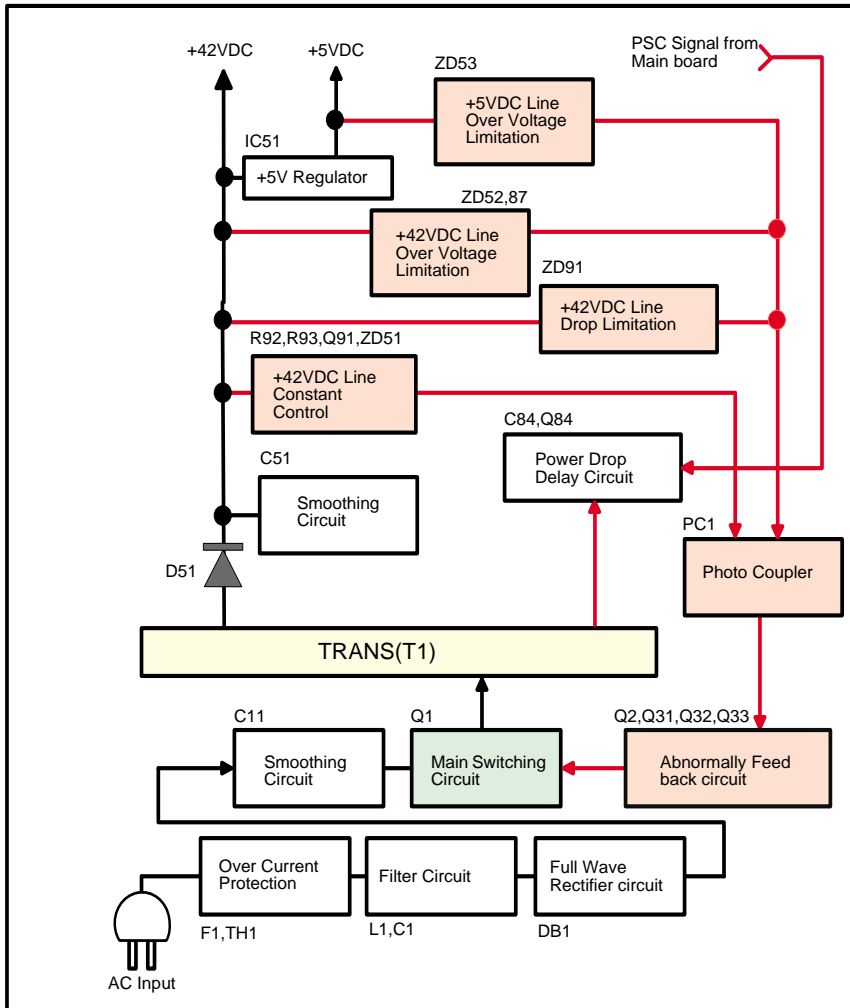 +42VDC
+5VDC
PSC Signal from
Main board
ZD53
+5VDC Line
Over Voltage
Limitation
IC51
+5V Regulator
ZD52,87
+42VDC Line
Over Voltage
Limitation
ZD91
+42VDC Line
Drop Limitation
R92,R93,Q91,ZD51
+42VDC Line
Constant
Control
C84,Q84
Power Drop
Delay Circuit
C51
Smoothing
Circuit
PC1
Photo Coupler
D51
TRANS(T1)
C11
Smoothing
Circuit
Q1
Main Switching
Circuit
Q2,Q31,Q32,Q33
Abnormally Feed
back circuit
Over Current
Protection
F1,TH1
Filter Circuit
L1,C1
Full Wave
Rectifier circuit
DB1
AC Input